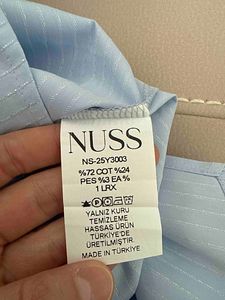 NUSS
NS-25Y3003
%72 COT %24
PES %3 EA %
1 LRX
YALNIZ KURU
TEMİZLEME
HASSAS ÜRÜN
TÜRKİYE'DE
ÜRETİLMİŞTİR
MADE IN
TÜRKİYE